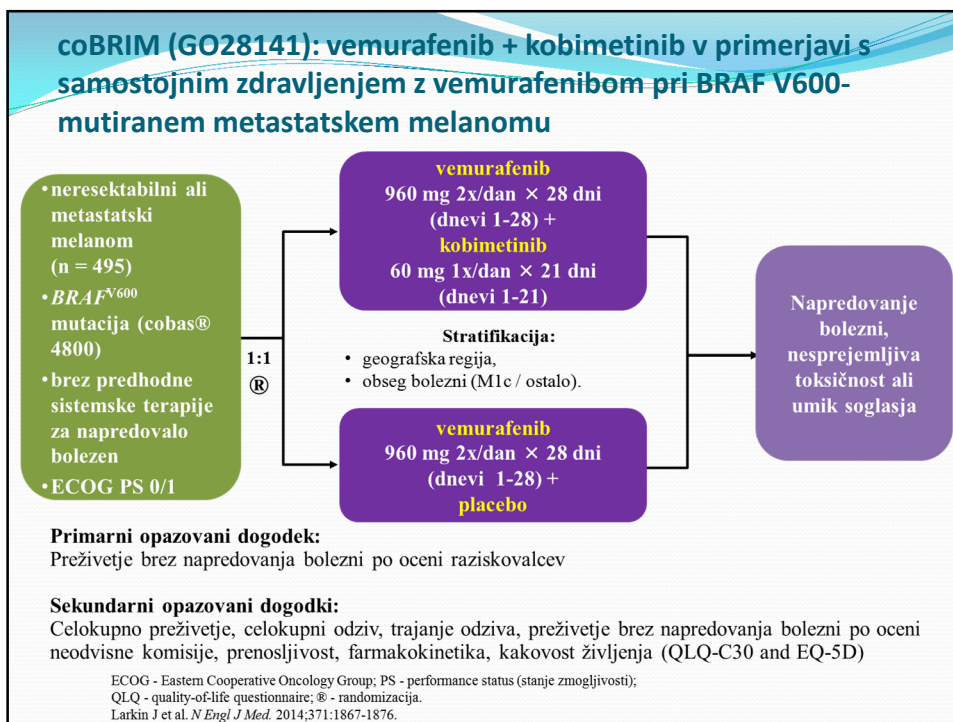 coBRIM (GO28141): vemurafenib + kobimetinib v primerjavi s
samostojnim zdravljenjem z vemurafenibom pri BRAF V600-
mutiranem metastatskem melanomu
•neresektabilni ali
metastatski
melanom
(n = 495)
•BRAFV600
mutacija (cobas®
4800)
•brez predhodne
sistemske terapije
za napredovalo
bolezen
•ECOG PS 0/1
1:1
®
vemurafenib
960 mg 2x/dan × 28 dni
(dnevi 1-28) +
kobimetinib
60 mg 1x/dan × 21 dni
(dnevi 1-21)
Stratifikacija:
• geografska regija,
• obseg bolezni (M1c / ostalo).
vemurafenib
960 mg 2x/dan × 28 dni
(dnevi 1-28) +
placebo
Napredovanje
bolezni,
nesprejemljiva
toksičnost ali
umik soglasja
Primarni opazovani dogodek:
Preživetje brez napredovanja bolezni po oceni raziskovalcev
Sekundarni opazovani dogodki:
Celokupno preživetje, celokupni odziv, trajanje odziva, preživetje brez napredovanja bolezni po oceni
neodvisne komisije, prenosljivost, farmakokinetika, kakovost življenja (QLQ-C30 and EQ-5D)
ECOG - Eastern Cooperative Oncology Group; PS - performance status (stanje zmogljivosti);
QLQ - quality-of-life questionnaire; ® - randomizacija.
Larkin J et al. N Engl J Med. 2014;371:1867-1876.